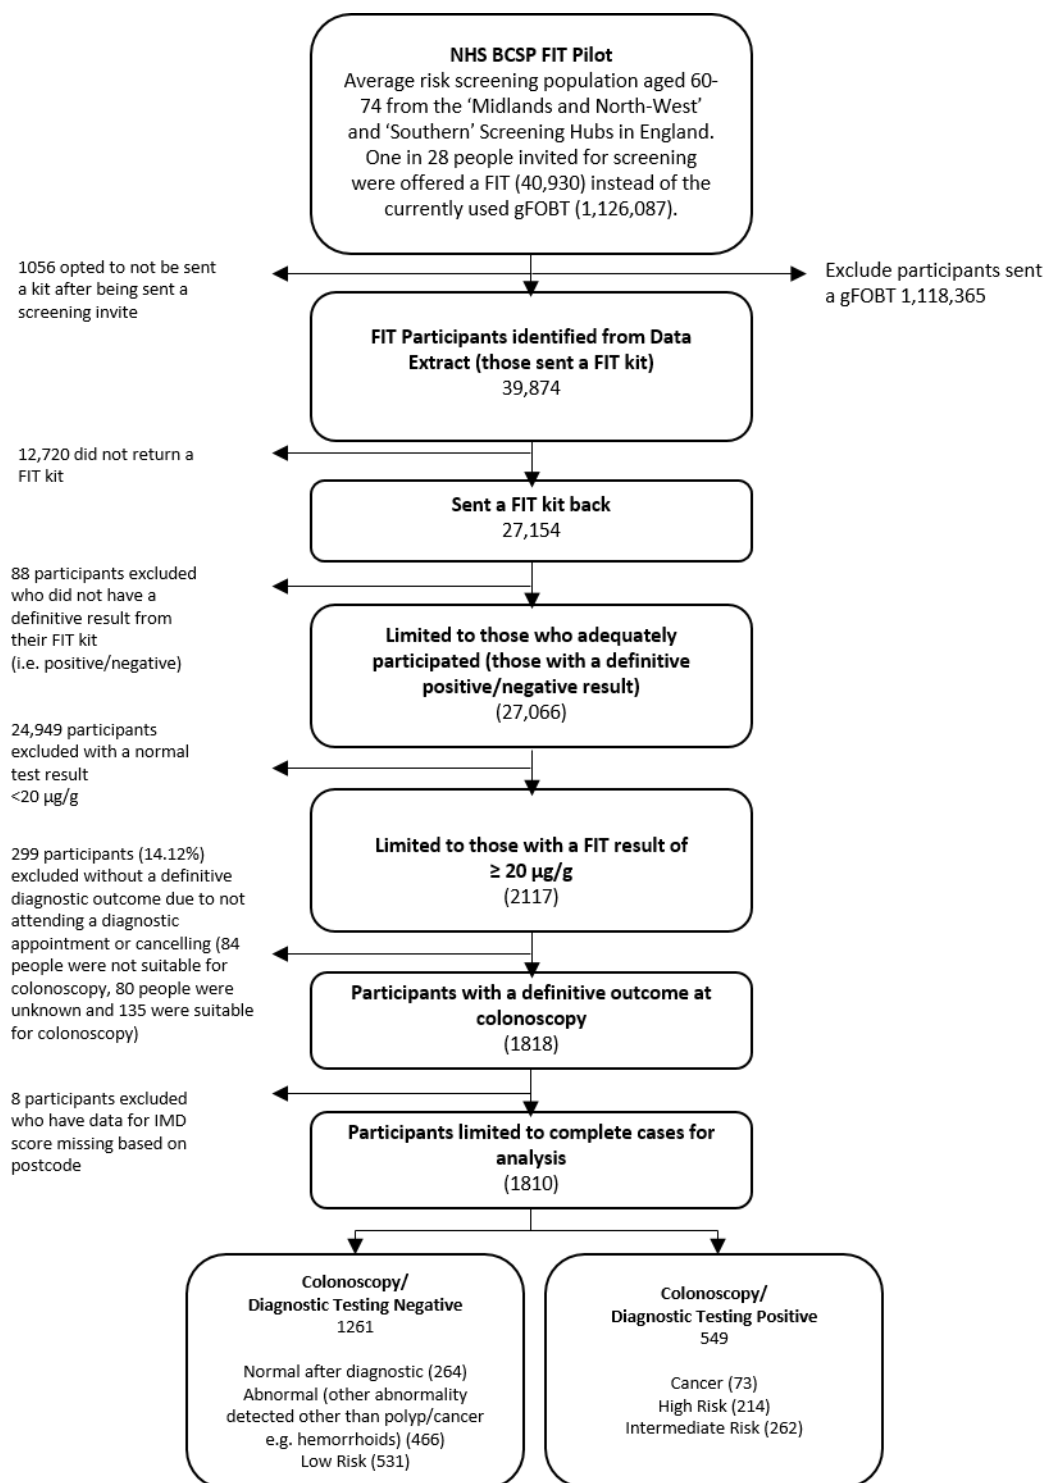 NHS BCSP FIT Pilot
Average risk screening population aged 60-
74 from the ‘Midlands and North-West’
and ‘Southern’ Screening Hubs in England.
One in 28 people invited for screening
were offered a FIT (40,930) instead of the
currently used gFOBT (1,126,087).
1056 opted to not be sent
a kit after being sent a
screening invite
Exclude participants sent
a gFOBT 1,118,365
FIT Participants identified from Data
Extract (those sent a FIT kit)
39,874
12,720 did not return a
FIT kit
Sent a FIT kit back
27,154
88 participants excluded
who did not have a
definitive result from
their FIT kit
(i.e. positive/negative)
Limited to those who adequately
participated (those with a definitive
positive/negative result)
(27,066)
24,949 participants
excluded with a normal
test result
<20 µg/g
Limited to those with a FIT result of
≥ 20 µg/g
(2117)
299 participants (14.12%)
excluded without a definitive
diagnostic outcome due to not
attending a diagnostic
appointment or cancelling (84
people were not suitable for
colonoscopy, 80 people were
unknown and 135 were suitable
for colonoscopy)
Participants with a definitive outcome at
colonoscopy
(1818)
8 participants excluded
who have data for IMD
score missing based on
postcode
Participants limited to complete cases for
analysis
(1810)
Colonoscopy/
Diagnostic Testing Negative
1261
Normal after diagnostic (264)
Abnormal (other abnormality
detected other than polyp/cancer
e.g. hemorrhoids) (466)
Low Risk (531)
Colonoscopy/
Diagnostic Testing Positive
549
Cancer (73)
High Risk (214)
Intermediate Risk (262)